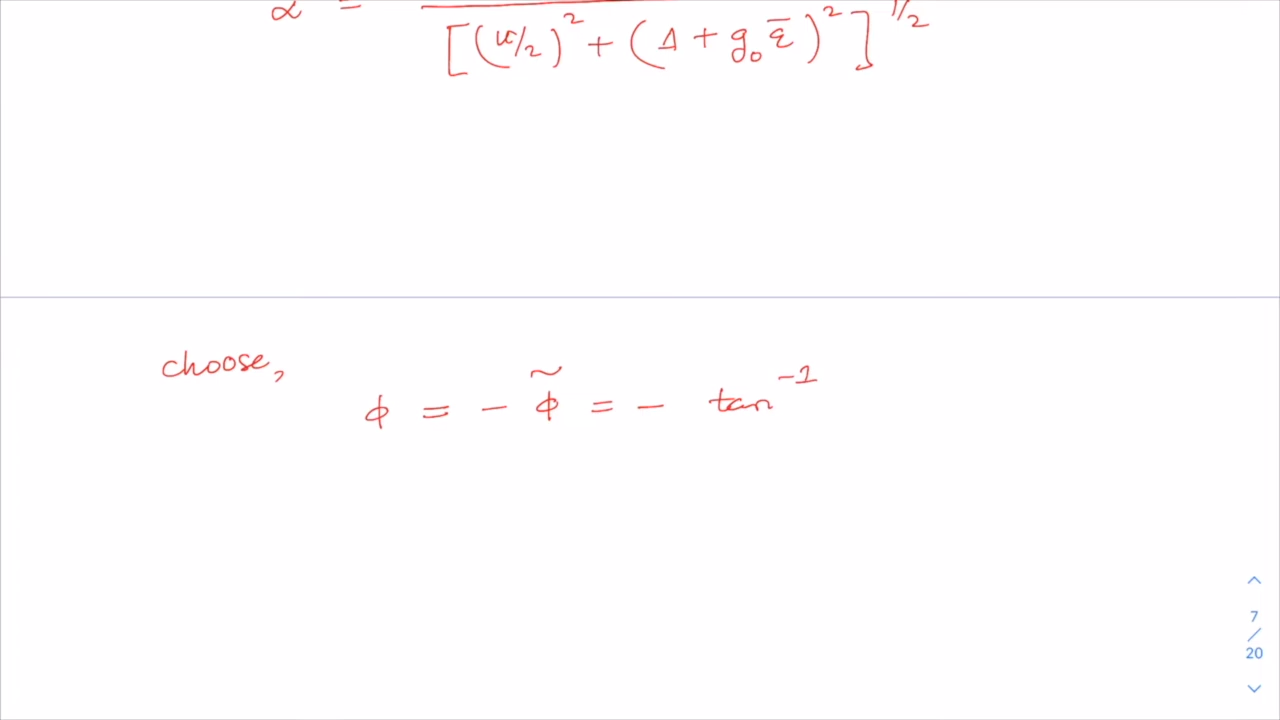 α =
[(κ/2)² + (Δ + g₀ ξ̄)²]^1/2
choose,
ϕ = - ϕ̃ = - tan⁻¹
7
/
20